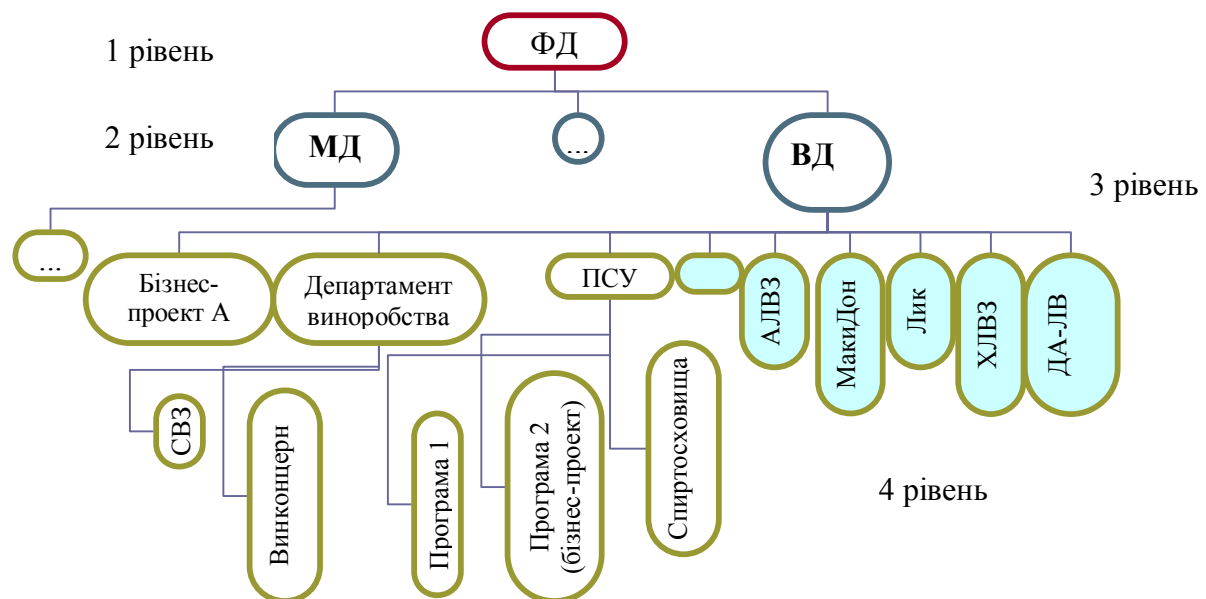 ФД
1 рівень
2 рівень
МД
...
ВД
3 рівень
...
Бізнес-
проект А
Департамент
виноробства
ПСУ
АЛВЗ
МакиДон
Лик
ХЛВЗ
ДА-ЛВ
СВЗ
Винконцерн
Програма 1
Програма 2
(бізнес-проект)
Спиртосховища
4 рівень